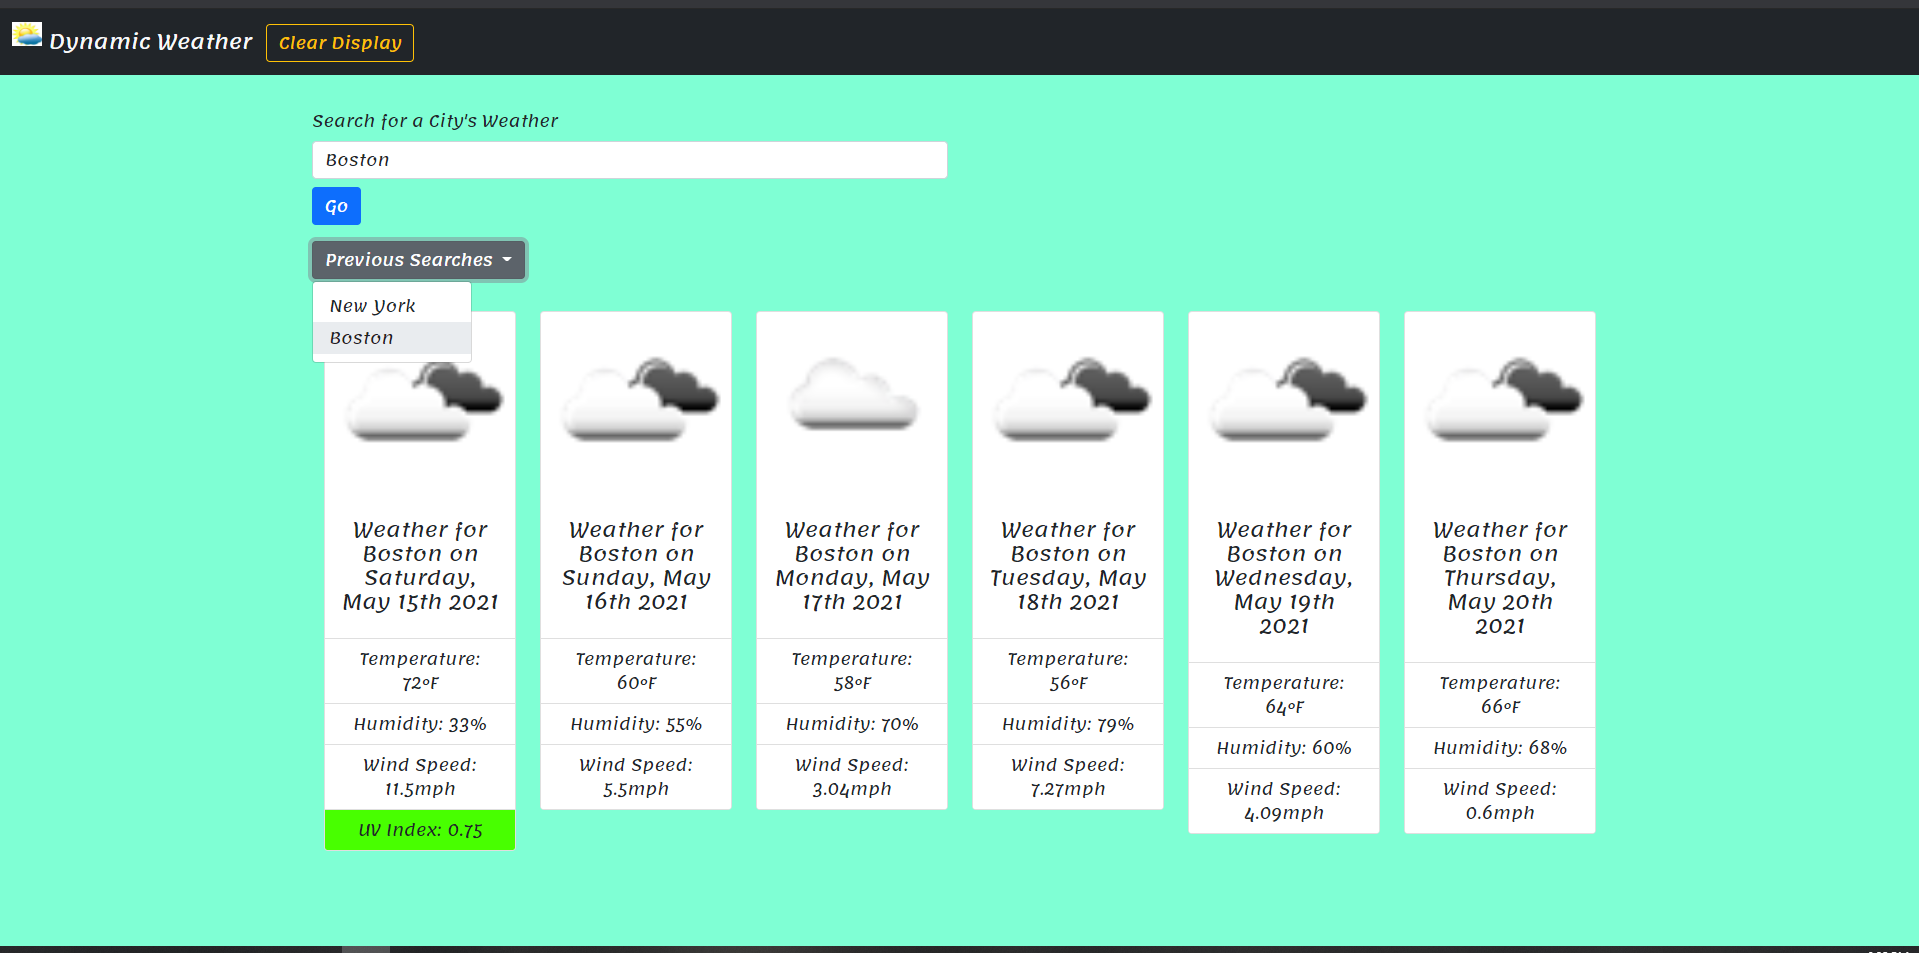 Dynamic Weather
Clear Display
Search for a City's Weather
Boston
Go
Previous Searches
New York
Boston
Weather for
Boston on
Saturday,
May 15th 2021
Temperature:
72ºF
Humidity: 33%
Wind Speed:
11.5mph
UV Index: 0.75
Weather for
Boston on
Sunday, May
16th 2021
Temperature:
60ºF
Humidity: 55%
Wind Speed:
5.5mph
Weather for
Boston on
Monday, May
17th 2021
Temperature:
58ºF
Humidity: 70%
Wind Speed:
3.04mph
Weather for
Boston on
Tuesday, May
18th 2021
Temperature:
56ºF
Humidity: 79%
Wind Speed:
7.27mph
Weather for
Boston on
Wednesday,
May 19th
2021
Temperature:
64ºF
Humidity: 60%
Wind Speed:
4.09mph
Weather for
Boston on
Thursday,
May 20th
2021
Temperature:
66ºF
Humidity: 68%
Wind Speed:
0.6mph